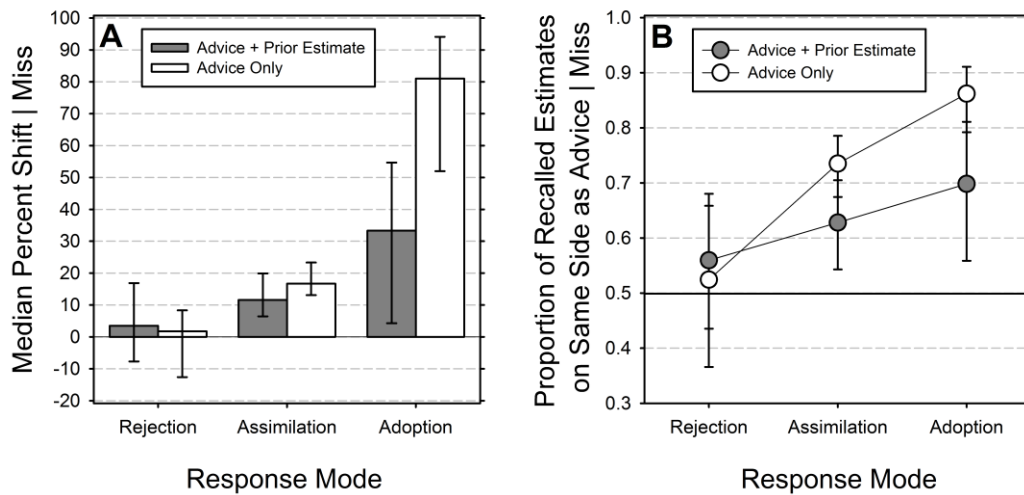 A
Advice + Prior Estimate
Advice Only
Median Percent Shift | Miss
100
90
80
70
60
50
40
30
20
10
0
-10
-20
Rejection
Assimilation
Adoption
Response Mode
B
Advice + Prior Estimate
Advice Only
Proportion of Recalled Estimates
on Same Side as Advice | Miss
1.0
0.9
0.8
0.7
0.6
0.5
0.4
0.3
Rejection
Assimilation
Adoption
Response Mode